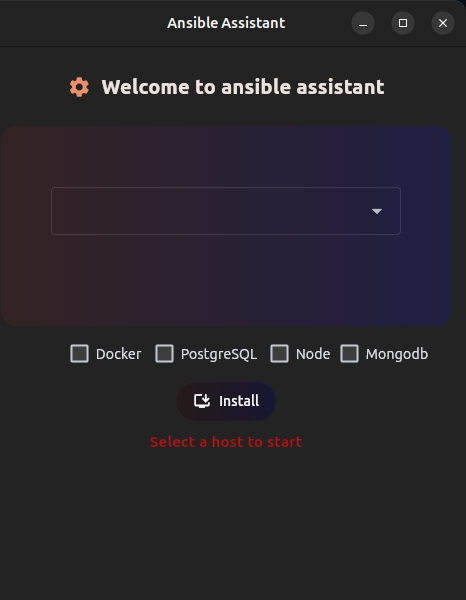 Ansible Assistant
Welcome to ansible assistant
Docker PostgreSQL Node Mongodb
Install
Select a host to start